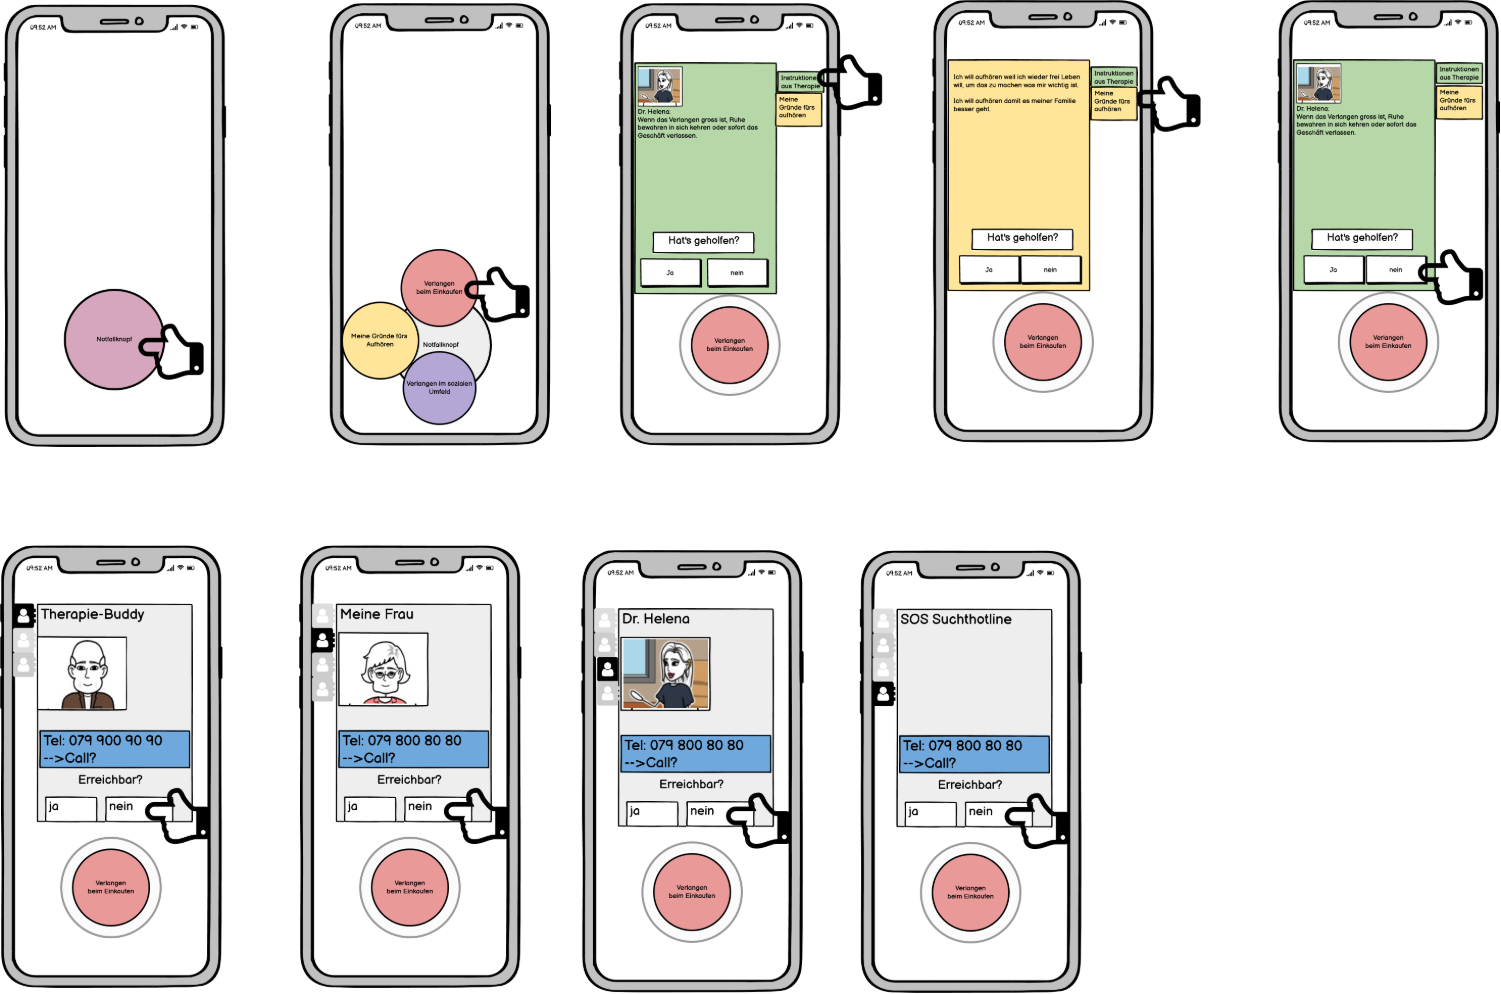 09:52 AM
Notfallknopf
09:52 AM
Verlangen
beim Einkaufen
Meine Gründe fürs
Aufhören
Notfallknopf
Verlangen im sozialen
Umfeld
09:52 AM
Instruktionen
aus Therapie
Meine
Gründe fürs
aufhören
Dr. Helena:
Wenn das Verlangen gross ist, Ruhe
bewahren in sich kehren oder sofort das
Geschäft verlassen.
Hat's geholfen?
Ja
nein
Verlangen
beim Einkaufen
09:52 AM
Ich will aufhören weil ich wieder frei Leben
will, um das zu machen was mir wichtig ist.
Ich will aufhören damit es meiner Familie
besser geht.
Instruktionen
aus Therapie
Meine
Gründe fürs
aufhören
Hat's geholfen?
Ja
nein
Verlangen
beim Einkaufen
09:52 AM
Instruktionen
aus Therapie
Meine
Gründe fürs
aufhören
Dr. Helena:
Wenn das Verlangen gross ist, Ruhe
bewahren in sich kehren oder sofort das
Geschäft verlassen.
Hat's geholfen?
Ja
nein
Verlangen
beim Einkaufen
09:52 AM
Therapie-Buddy
Tel: 079 900 90 90
-->Call?
Erreichbar?
ja
nein
Verlangen
beim Einkaufen
09:52 AM
Meine Frau
Tel: 079 800 80 80
-->Call?
Erreichbar?
ja
nein
Verlangen
beim Einkaufen
09:52 AM
Dr. Helena
Tel: 079 800 80 80
-->Call?
Erreichbar?
ja
nein
Verlangen
beim Einkaufen
09:52 AM
SOS Suchthotline
Tel: 079 800 80 80
-->Call?
Erreichbar?
ja
nein
Verlangen
beim Einkaufen